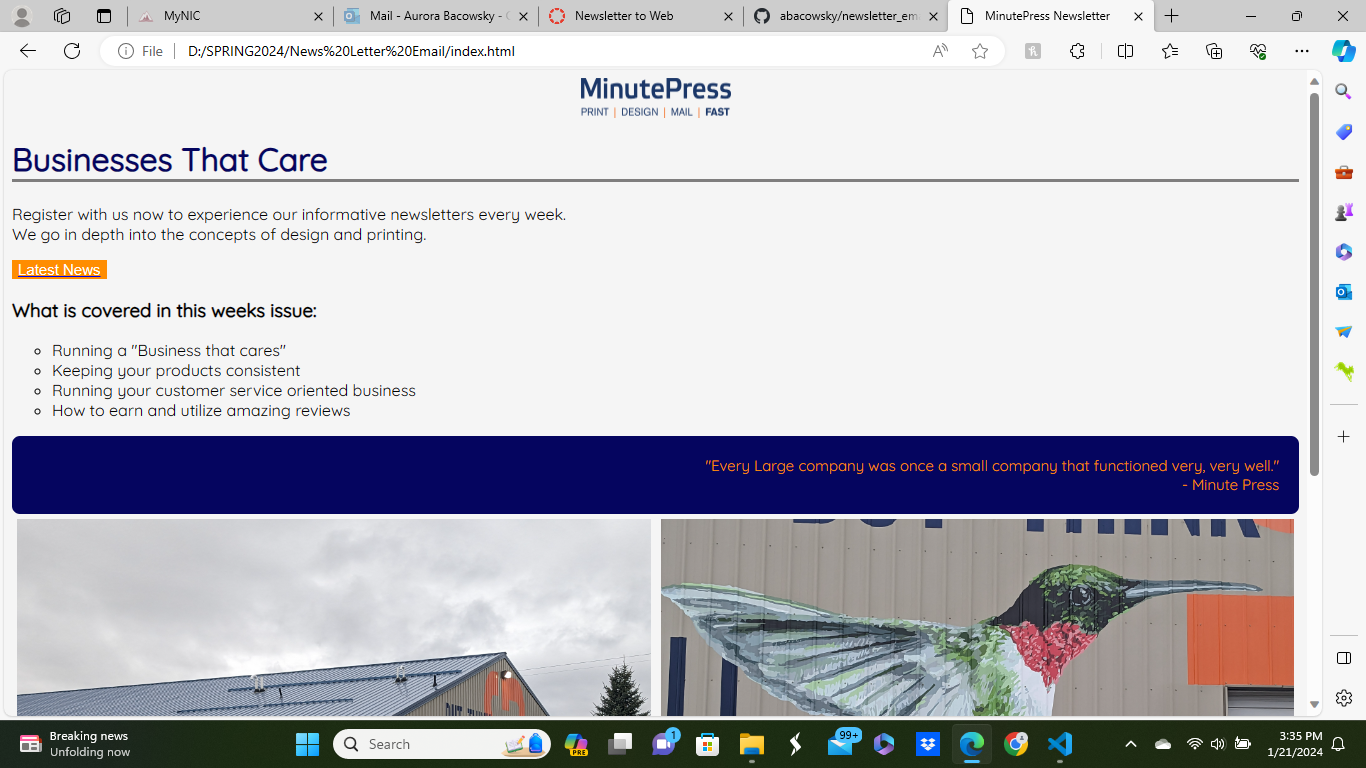 MyNIC
Mail - Aurora Bacowsky -
Newsletter to Web
abacowsky/newsletter_em
MinutePress Newsletter
File
D:/SPRING2024/News%20Letter%20Email/index.html
MinutePress
PRINT | DESIGN | MAIL | FAST
Businesses That Care
Register with us now to experience our informative newsletters every week.
We go in depth into the concepts of design and printing.
Latest News
What is covered in this weeks issue:
Running a "Business that cares"
Keeping your products consistent
Running your customer service oriented business
How to earn and utilize amazing reviews
"Every Large company was once a small company that functioned very, very well."
- Minute Press
Breaking news
Unfolding now
Search
PRE
1
99+
3:35 PM
1/21/2024